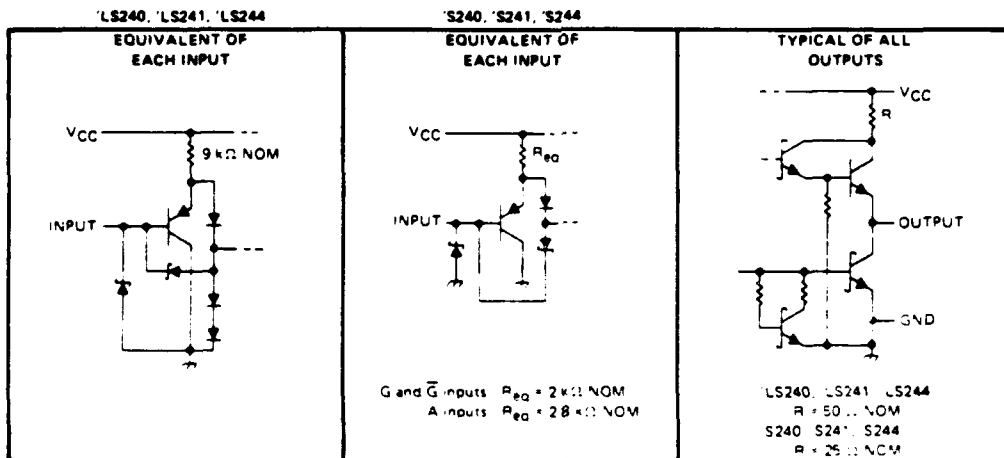 'LS240, 'LS241, 'LS244
EQUIVALENT OF
EACH INPUT
VCC
9 kΩ NOM
INPUT
'S240, 'S241, 'S244
EQUIVALENT OF
EACH INPUT
VCC
Req
INPUT
G and G̅ inputs Req = 2 kΩ NOM
A inputs Req = 2.8 kΩ NOM
TYPICAL OF ALL
OUTPUTS
VCC
R
OUTPUT
GND
'LS240, 'LS241, 'LS244
R = 50 Ω NOM
'S240, 'S241, 'S244
R = 25 Ω NOM